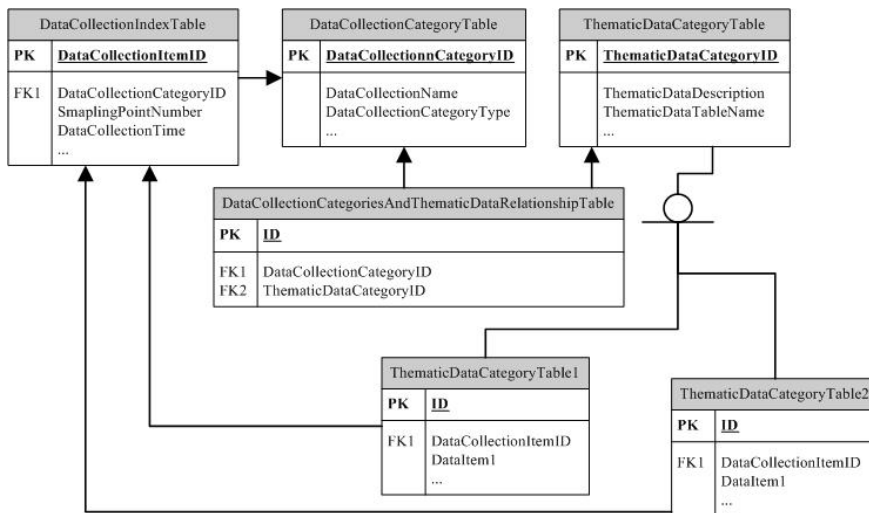 DataCollectionIndexTable
PK DataCollectionItemID
FK1 DataCollectionCategoryID
SmaplingPointNumber
DataCollectionTime
...
DataCollectionCategoryTable
PK DataCollectionnCategoryID
DataCollectionName
DataCollectionCategoryType
...
ThematicDataCategoryTable
PK ThematicDataCategoryID
ThematicDataDescription
ThematicDataTableName
...
DataCollectionCategoriesAndThematicDataRelationshipTable
PK ID
FK1 DataCollectionCategoryID
FK2 ThematicDataCategoryID
ThematicDataCategoryTable1
PK ID
FK1 DataCollectionItemID
DataItem1
...
ThematicDataCategoryTable2
PK ID
FK1 DataCollectionItemID
DataItem1
...